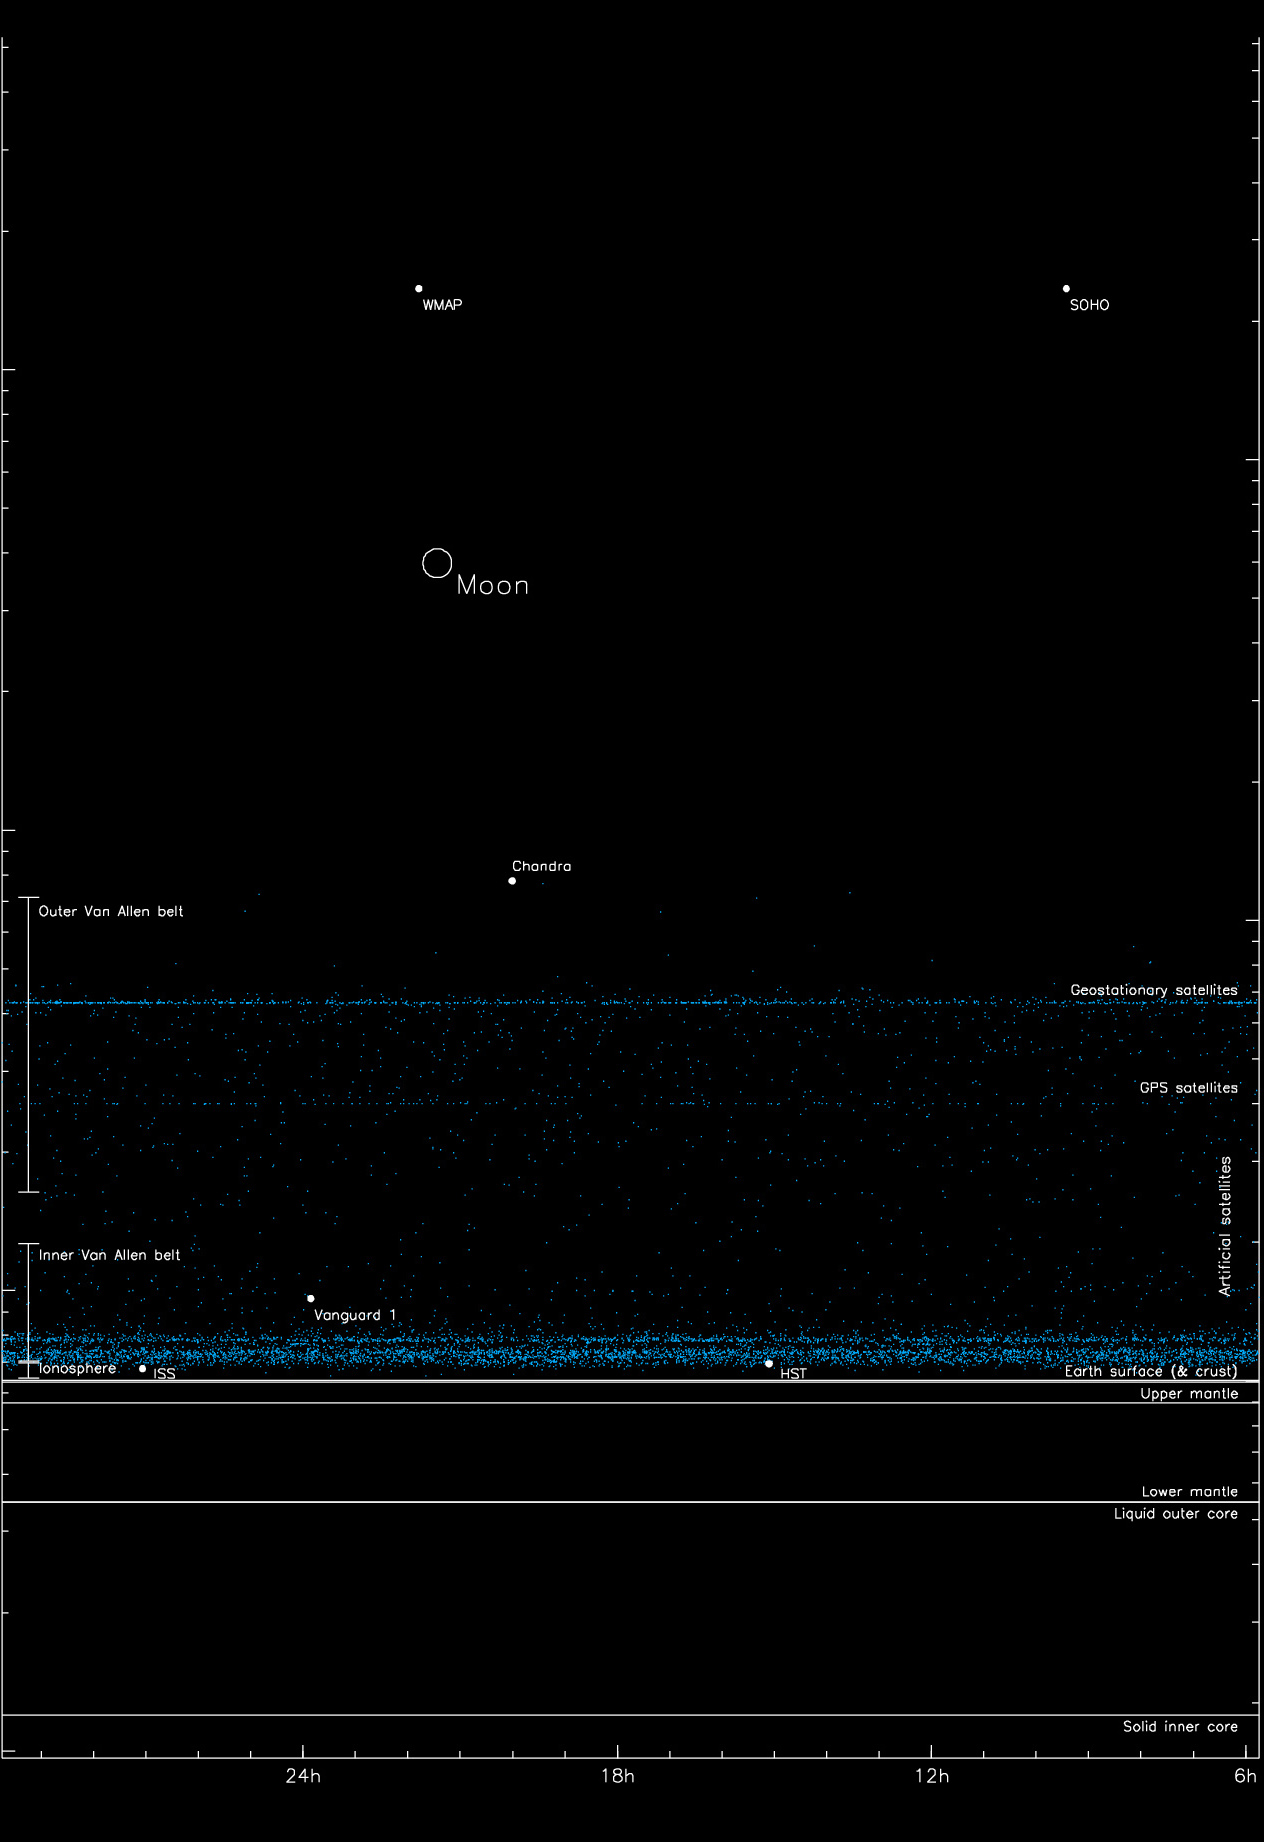 WMAP
SOHO
Moon
Chandra
Outer Van Allen belt
Geostationary satellites
GPS satellites
Artificial satellites
Inner Van Allen belt
Vanguard 1
Ionosphere
ISS
HST
Earth surface (& crust)
Upper mantle
Lower mantle
Liquid outer core
Solid inner core
24h 18h 12h 6h